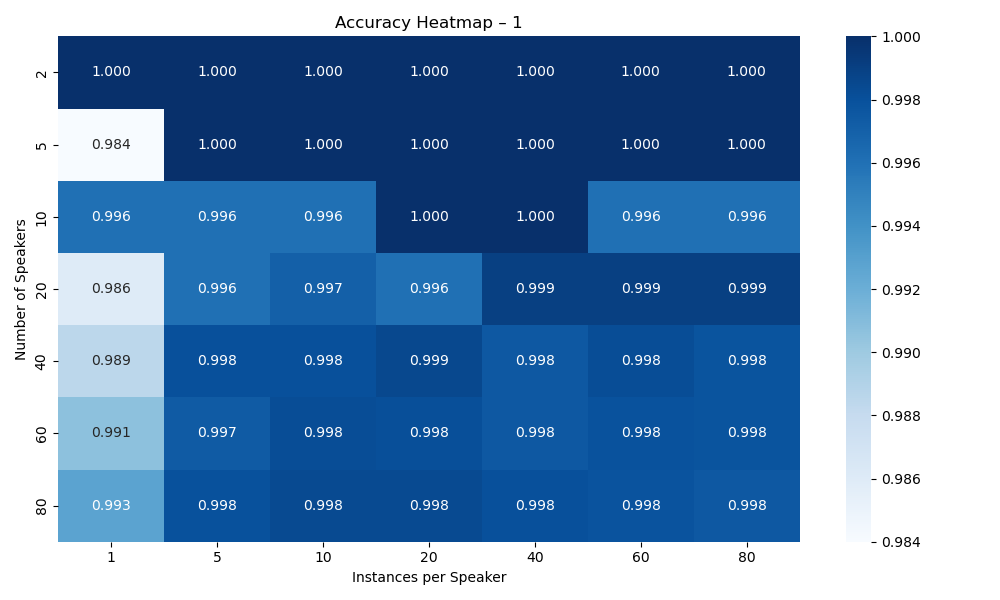 Accuracy Heatmap – 1
2 1.000 1.000 1.000 1.000 1.000 1.000 1.000
5 0.984 1.000 1.000 1.000 1.000 1.000 1.000
10 0.996 0.996 0.996 1.000 1.000 0.996 0.996
20 0.986 0.996 0.997 0.996 0.999 0.999 0.999
40 0.989 0.998 0.998 0.999 0.998 0.998 0.998
60 0.991 0.997 0.998 0.998 0.998 0.998 0.998
80 0.993 0.998 0.998 0.998 0.998 0.998 0.998
1 5 10 20 40 60 80
Instances per Speaker
Number of Speakers
1.000
0.998
0.996
0.994
0.992
0.990
0.988
0.986
0.984